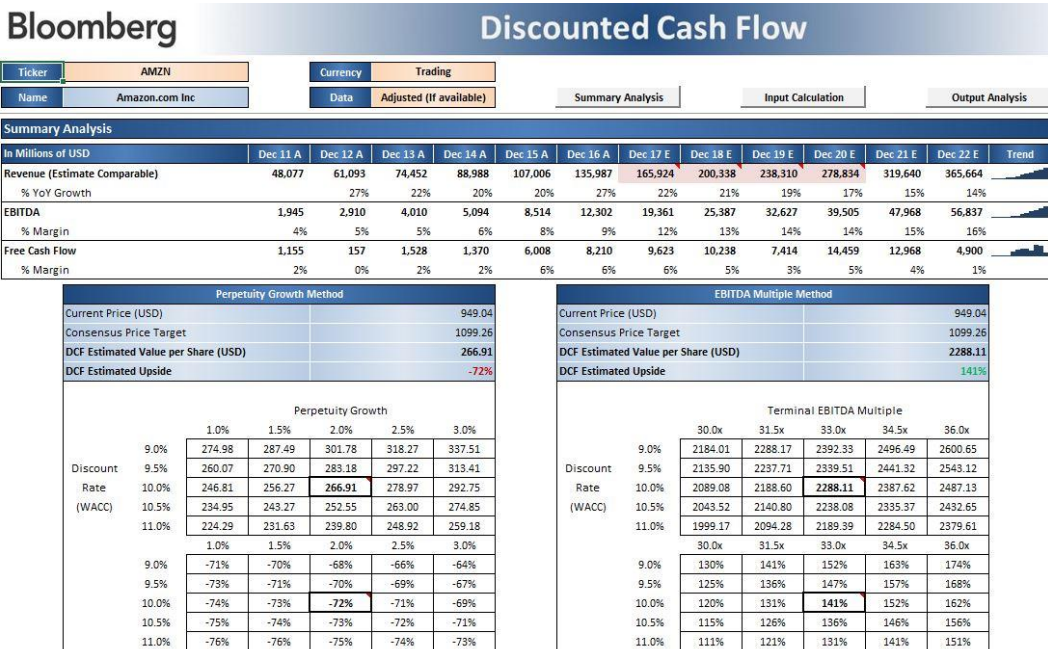 Bloomberg Discounted Cash Flow
Ticker AMZN Currency Trading
Name Amazon.com Inc Data Adjusted (If available) Summary Analysis Input Calculation Output Analysis
Summary Analysis
In Millions of USD Dec 11 A Dec 12 A Dec 13 A Dec 14 A Dec 15 A Dec 16 A Dec 17 E Dec 18 E Dec 19 E Dec 20 E Dec 21 E Dec 22 E Trend
Revenue (Estimate Comparable) 48,077 61,093 74,452 88,988 107,006 135,987 165,924 200,338 238,310 278,834 319,640 365,664
% YoY Growth 27% 22% 20% 20% 27% 22% 21% 19% 17% 15% 14%
EBITDA 1,945 2,910 4,010 5,094 8,514 12,302 19,361 25,387 32,627 39,505 47,968 56,837
% Margin 4% 5% 5% 6% 8% 9% 12% 13% 14% 14% 15% 16%
Free Cash Flow 1,155 157 1,528 1,370 6,008 8,210 9,623 10,238 7,414 14,459 12,968 4,900
% Margin 2% 0% 2% 2% 6% 6% 6% 5% 3% 5% 4% 1%
Perpetuity Growth Method
Current Price (USD) 949.04
Consensus Price Target 1099.26
DCF Estimated Value per Share (USD) 266.91
DCF Estimated Upside -72%
Perpetuity Growth
1.0% 1.5% 2.0% 2.5% 3.0%
9.0% 274.98 287.49 301.78 318.27 337.51
Discount 9.5% 260.07 270.90 283.18 297.22 313.41
Rate 10.0% 246.81 256.27 266.91 278.97 292.75
(WACC) 10.5% 234.95 243.27 252.55 263.00 274.85
11.0% 224.29 231.63 239.80 248.92 259.18
1.0% 1.5% 2.0% 2.5% 3.0%
9.0% -71% -70% -68% -66% -64%
9.5% -73% -71% -70% -69% -67%
10.0% -74% -73% -72% -71% -69%
10.5% -75% -74% -73% -72% -71%
11.0% -76% -76% -75% -74% -73%
EBITDA Multiple Method
Current Price (USD) 949.04
Consensus Price Target 1099.26
DCF Estimated Value per Share (USD) 2288.11
DCF Estimated Upside 141%
Terminal EBITDA Multiple
30.0x 31.5x 33.0x 34.5x 36.0x
9.0% 2184.01 2288.17 2392.33 2496.49 2600.65
Discount 9.5% 2135.90 2237.71 2339.51 2441.32 2543.12
Rate 10.0% 2089.08 2188.60 2288.11 2387.62 2487.13
(WACC) 10.5% 2043.52 2140.80 2238.08 2335.37 2432.65
11.0% 1999.17 2094.28 2189.39 2284.50 2379.61
30.0x 31.5x 33.0x 34.5x 36.0x
9.0% 130% 141% 152% 163% 174%
9.5% 125% 136% 147% 157% 168%
10.0% 120% 131% 141% 152% 162%
10.5% 115% 126% 136% 146% 156%
11.0% 111% 121% 131% 141% 151%